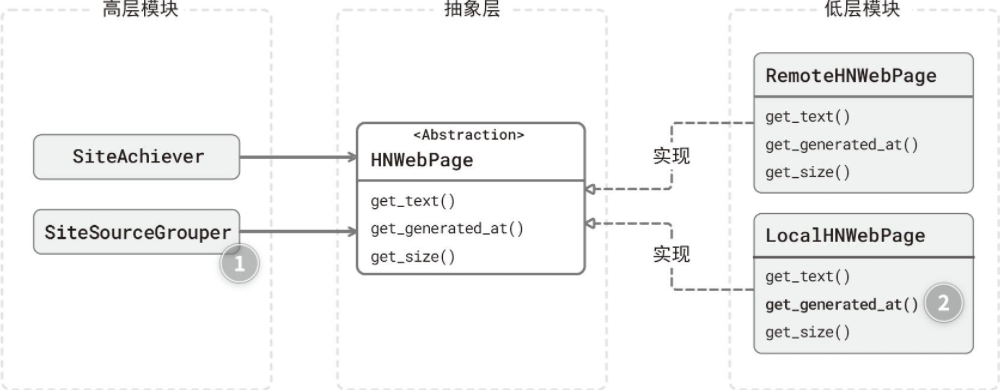 高层模块
抽象层
低层模块
SiteAchiever
SiteSourceGrouper
1
<Abstraction>
HNWebPage
get_text()
get_generated_at()
get_size()
实现
实现
RemoteHNWebPage
get_text()
get_generated_at()
get_size()
LocalHNWebPage
get_text()
get_generated_at()
2
get_size()